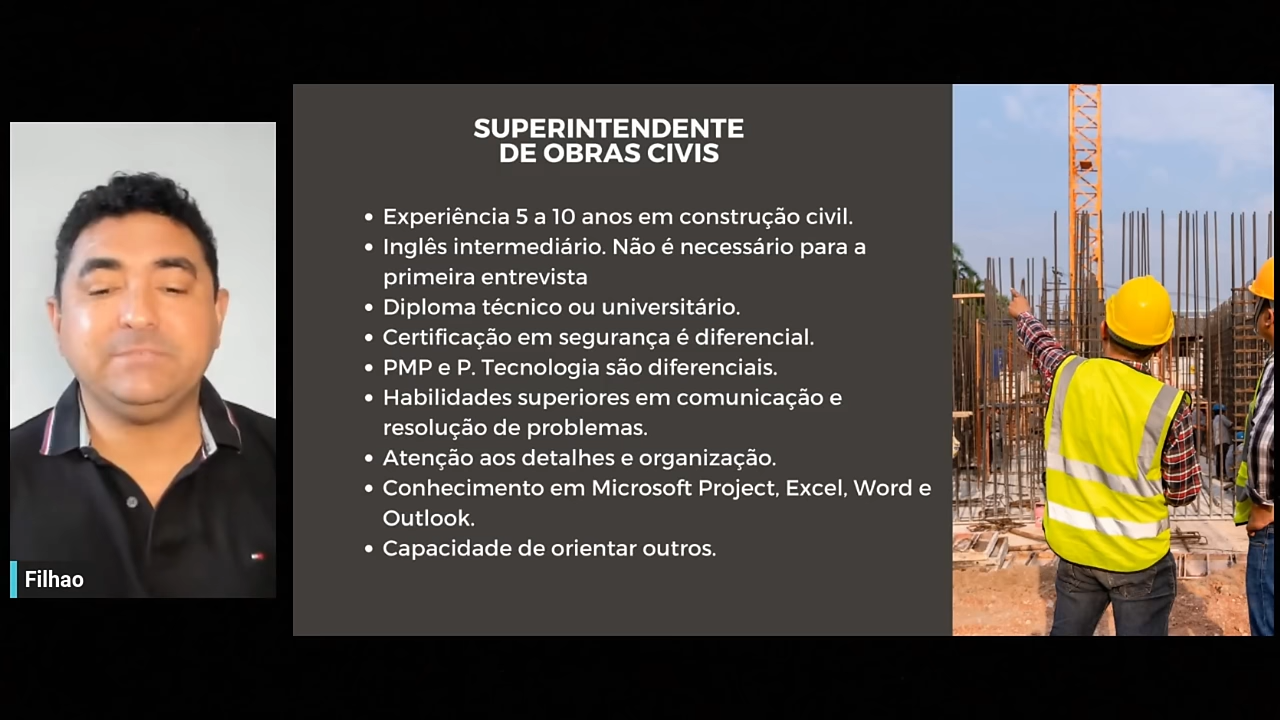 SUPERINTENDENTE
DE OBRAS CIVIS
• Experiência 5 a 10 anos em construção civil.
• Inglês intermediário. Não é necessário para a
primeira entrevista
• Diploma técnico ou universitário.
• Certificação em segurança é diferencial.
• PMP e P. Tecnologia são diferenciais.
• Habilidades superiores em comunicação e
resolução de problemas.
• Atenção aos detalhes e organização.
• Conhecimento em Microsoft Project, Excel, Word e
Outlook.
• Capacidade de orientar outros.
Filhao